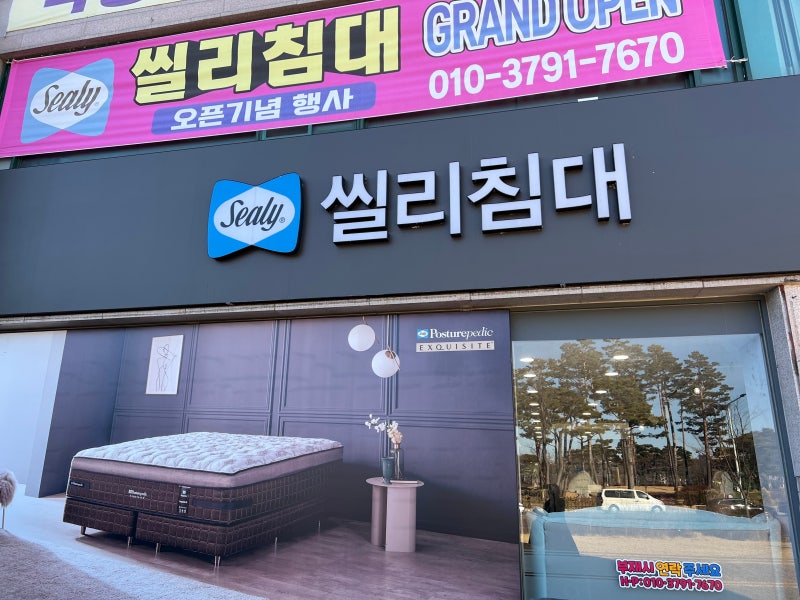 Sealy
씰리침대
GRAND OPEN
오픈기념 행사
010-3791-7670
Sealy
씰리침대
Posturepedic
EXQUISITE
부재시 연락 주세요
H·P:010-3791-7670